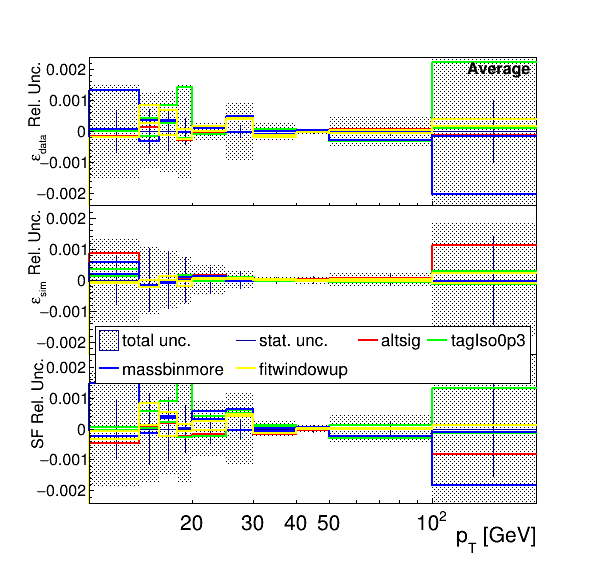 0.002
0.001
0
−0.001
−0.002
ε_data Rel. Unc.
Average
0.002
0.001
0
−0.001
ε_sim Rel. Unc.
total unc.
stat. unc.
altsig
tagIso0p3
massbinmore
fitwindowup
0.002
0.001
0
−0.001
−0.002
SF Rel. Unc.
20
30
40
50
10²
p_T [GeV]